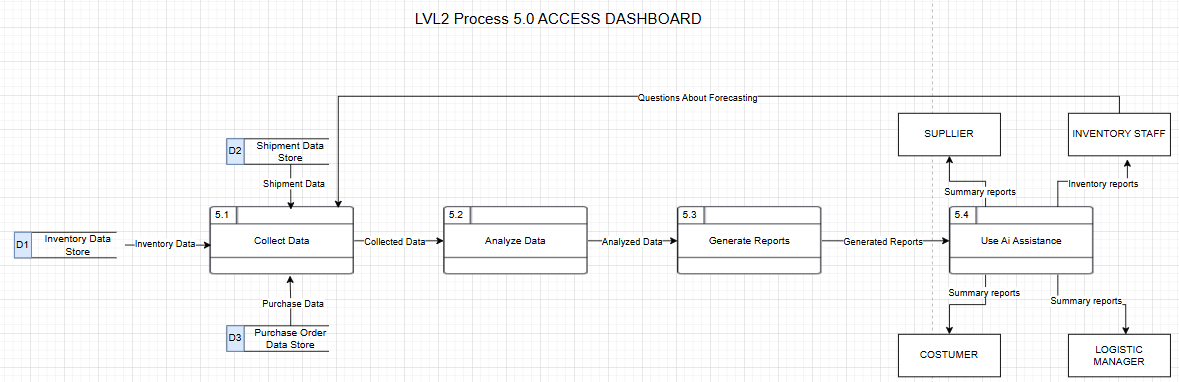 LVL2 Process 5.0 ACCESS DASHBOARD
Questions About Forecasting
SUPLLIER
INVENTORY STAFF
D2
Shipment Data
Store
Shipment Data
Summary reports
Inventory reports
5.1
Collect Data
5.2
Analyze Data
5.3
Generate Reports
5.4
Use Ai Assistance
D1
Inventory Data
Store
Inventory Data
Collected Data
Analyzed Data
Generated Reports
Purchase Data
D3
Purchase Order
Data Store
Summary reports
Summary reports
COSTUMER
LOGISTIC
MANAGER